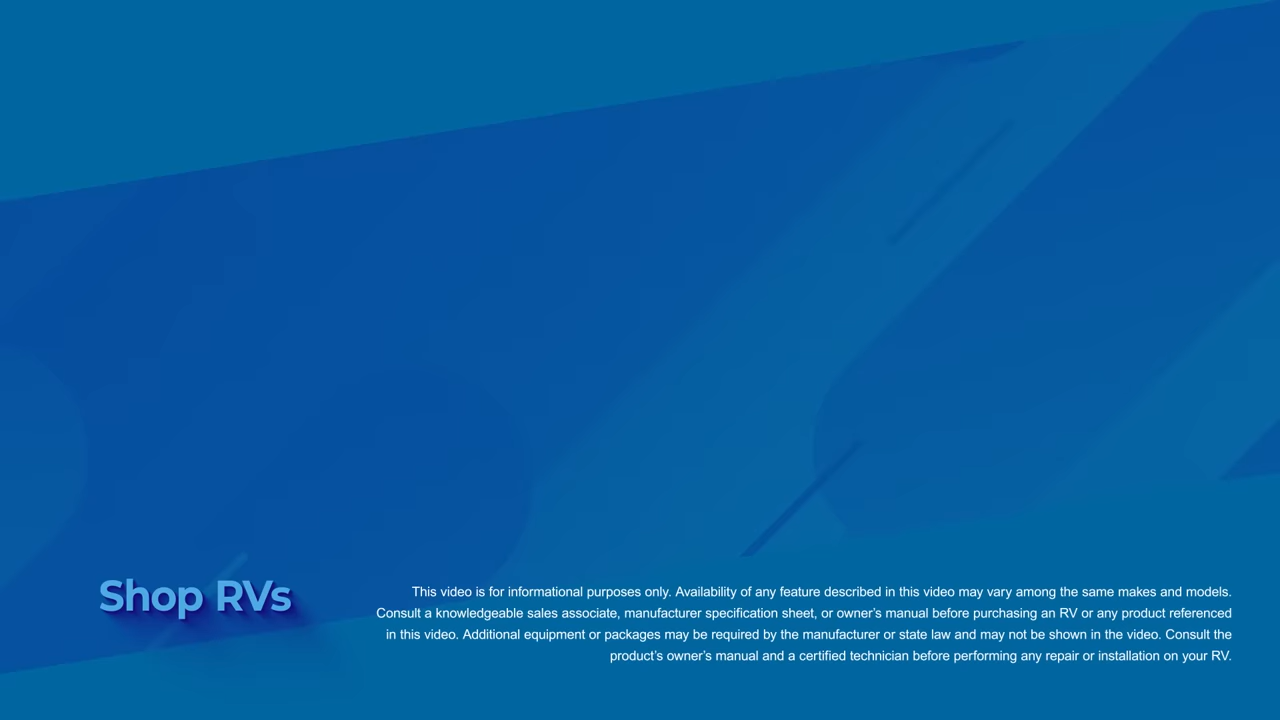 Shop RVs
This video is for informational purposes only. Availability of any feature described in this video may vary among the same makes and models.
Consult a knowledgeable sales associate, manufacturer specification sheet, or owner’s manual before purchasing an RV or any product referenced
in this video. Additional equipment or packages may be required by the manufacturer or state law and may not be shown in the video. Consult the
product’s owner’s manual and a certified technician before performing any repair or installation on your RV.